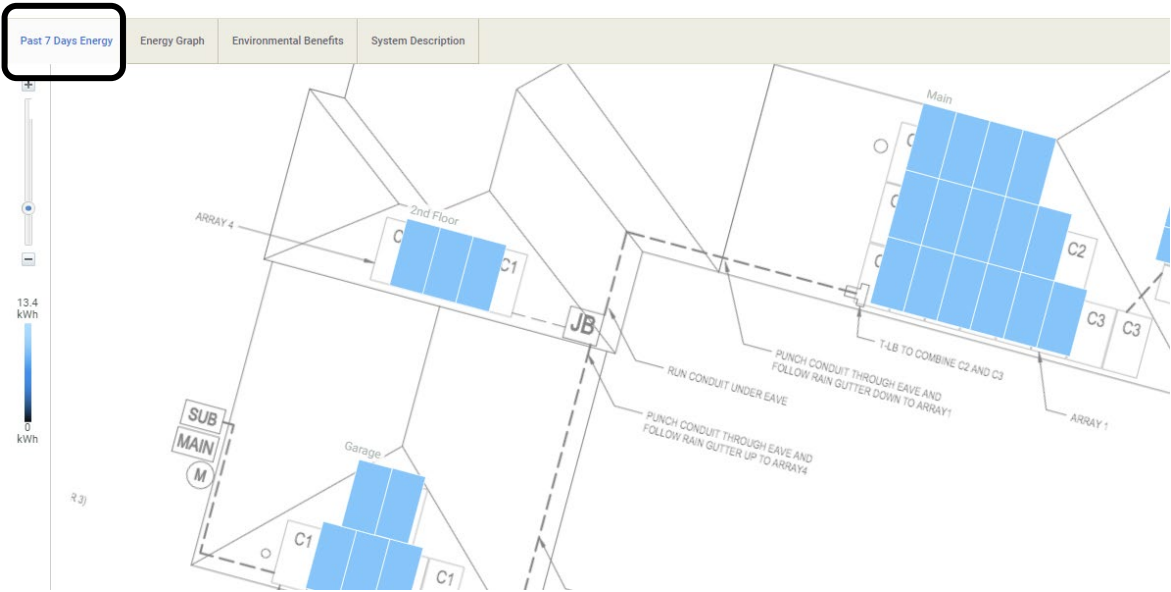 Past 7 Days Energy
Energy Graph
Environmental Benefits
System Description
+
−
13.4
kWh
0
kWh
Main
C
C
C
C2
C3
C3
2nd Floor
ARRAY 4
C
C1
JB
T-LB TO COMBINE C2 AND C3
PUNCH CONDUIT THROUGH EAVE AND
FOLLOW RAIN GUTTER DOWN TO ARRAY1
RUN CONDUIT UNDER EAVE
ARRAY 1
PUNCH CONDUIT THROUGH EAVE AND
FOLLOW RAIN GUTTER UP TO ARRAY4
SUB
MAIN
M
Garage
R 3)
C1
C1